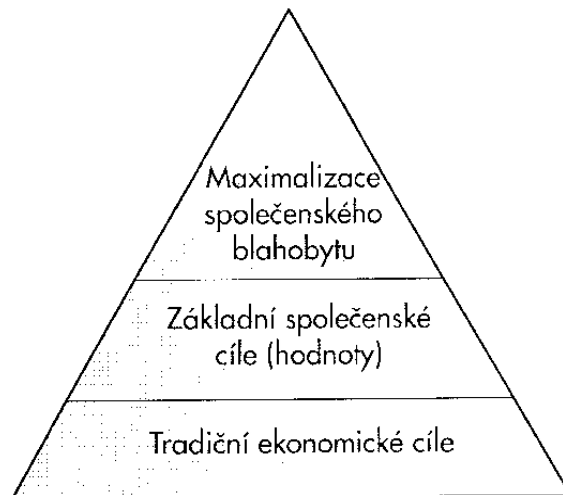 Maximalizace
společenského
blahobytu
Základní společenské
cíle (hodnoty)
Tradiční ekonomické cíle